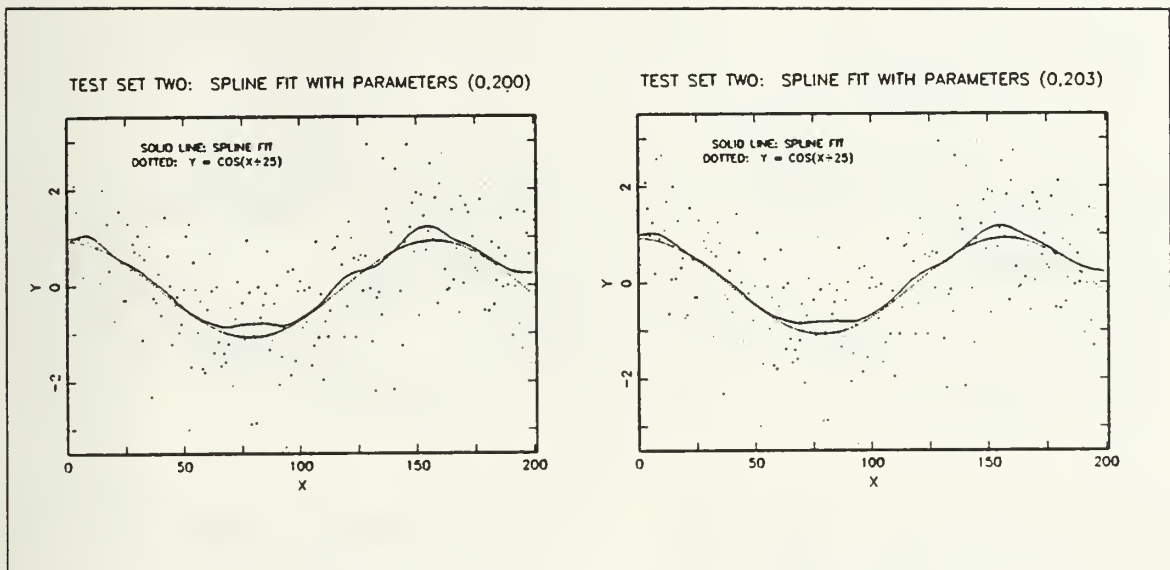 TEST SET TWO: SPLINE FIT WITH PARAMETERS (0,200)
SOLID LINE: SPLINE FIT
DOTTED: Y = COS(X÷25)
2
0
-2
Y
0 50 100 150 200
X
TEST SET TWO: SPLINE FIT WITH PARAMETERS (0,203)
SOLID LINE: SPLINE FIT
DOTTED: Y = COS(X÷25)
2
0
-2
Y
0 50 100 150 200
X